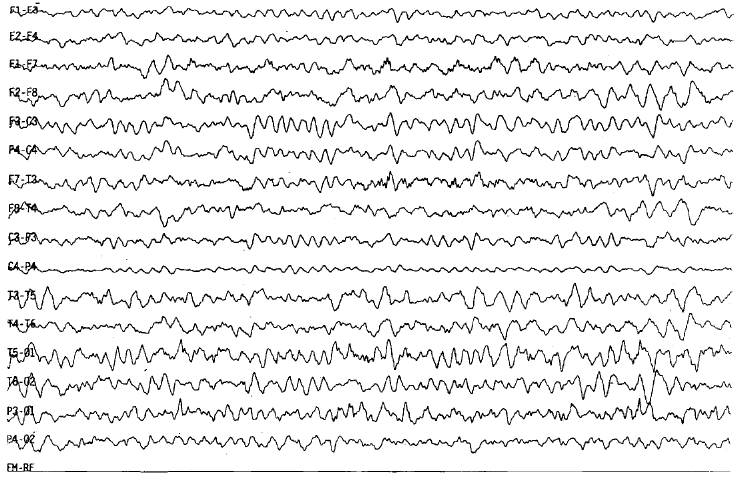 F1-F3
F2-F4
F1-F7
F2-F8
F3-C3
F4-C4
F7-T3
F8-T4
C3-P3
C4-P4
T3-T5
T4-T6
T5-O1
T6-O2
P3-O1
P4-O2
EM-RF